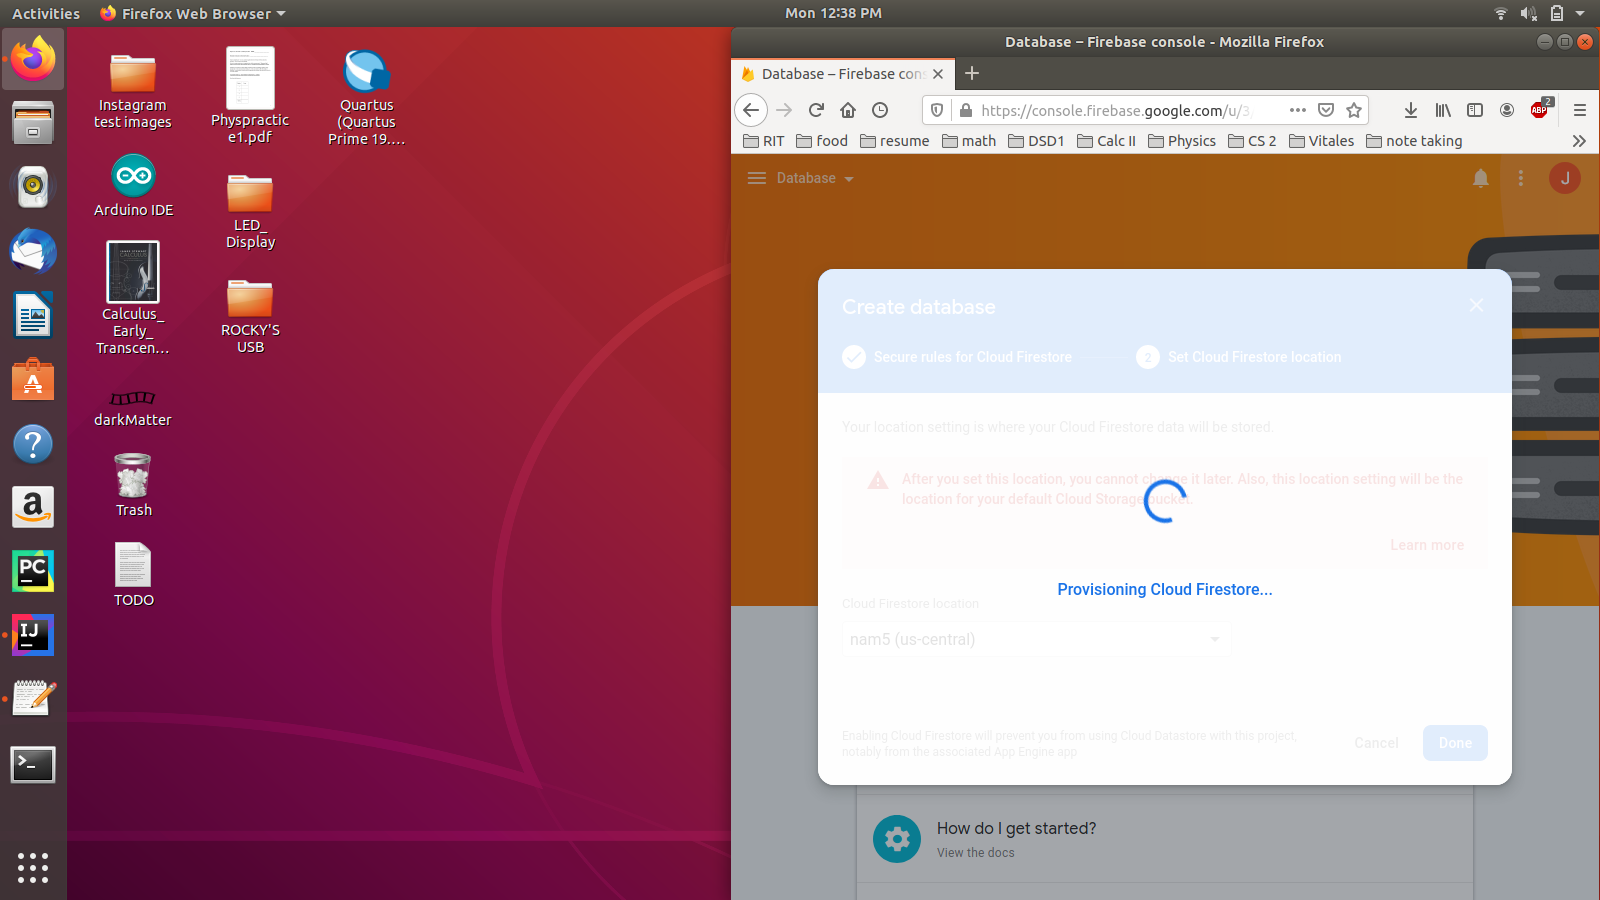 Activities
Firefox Web Browser
Mon 12:38 PM
Instagram
test images
Physpractic
e1.pdf
Quartus
(Quartus
Prime 19....
Arduino IDE
LED_
Display
Calculus_
Early_
Transcen...
ROCKY'S
USB
darkMatter
Trash
TODO
Database – Firebase console - Mozilla Firefox
Database – Firebase cons
https://console.firebase.google.com/u/3/
ABP
2
RIT
food
resume
math
DSD1
Calc II
Physics
CS 2
Vitales
note taking
Database
J
Create database
Secure rules for Cloud Firestore
2
Set Cloud Firestore location
Your location setting is where your Cloud Firestore data will be stored.
After you set this location, you cannot change it later. Also, this location setting will be the
location for your default Cloud Storage bucket.
Learn more
Provisioning Cloud Firestore...
Cloud Firestore location
nam5 (us-central)
Enabling Cloud Firestore will prevent you from using Cloud Datastore with this project,
notably from the associated App Engine app
Cancel
Done
How do I get started?
View the docs
A
?
a
PC
IJ
>_